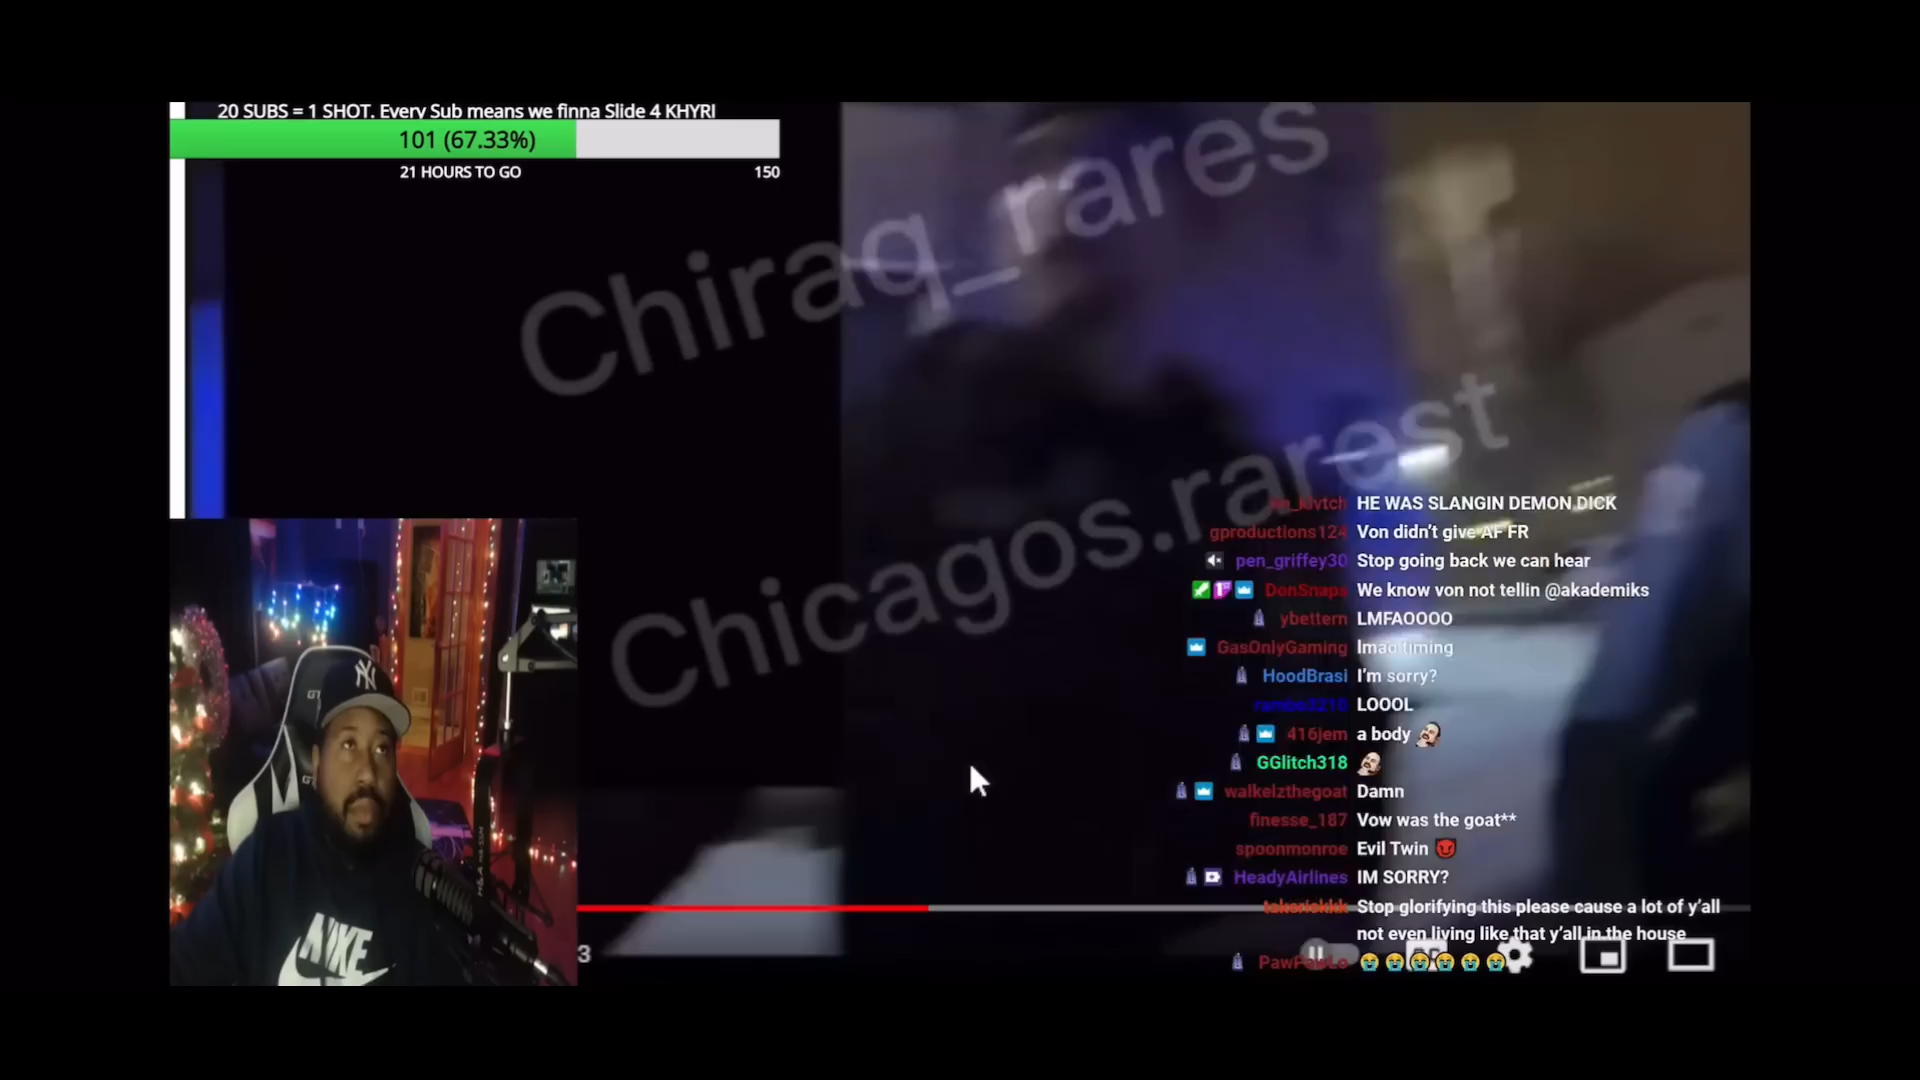 20 SUBS = 1 SHOT. Every Sub means we finna Slide 4 KHYRI
101 (67.33%)
21 HOURS TO GO
150
Chiraq_rares
Chicagos.rarest
HE WAS SLANGIN DEMON DICK
gproductions124 Von didn't give AF FR
pen_griffey30 Stop going back we can hear
DonSnaps We know von not tellin @akademiks
ybettern LMFAOOOO
GasOnlyGaming lmao timing
HoodBrasi I'm sorry?
LOOOL
416jem a body
GGlitch318
walkelzthegoat Damn
finesse_187 Vow was the goat**
spoonmonroe Evil Twin 😈
HeadyAirlines IM SORRY?
Stop glorifying this please cause a lot of y'all
not even living like that y'all in the house
😭😭😭😭😭😭
3
NY
GT
NIKE